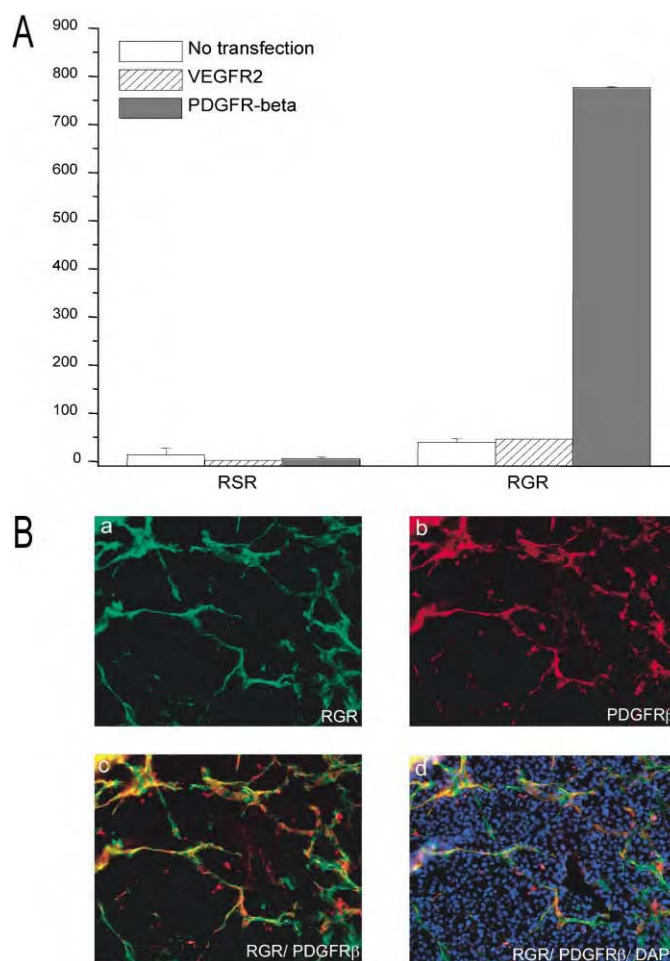 A
900
800
700
600
500
400
300
200
100
0
No transfection
VEGFR2
PDGFR-beta
RSR
RGR
B
a
RGR
b
PDGFRβ
c
RGR/ PDGFRβ
d
RGR/ PDGFRβ/ DAPI